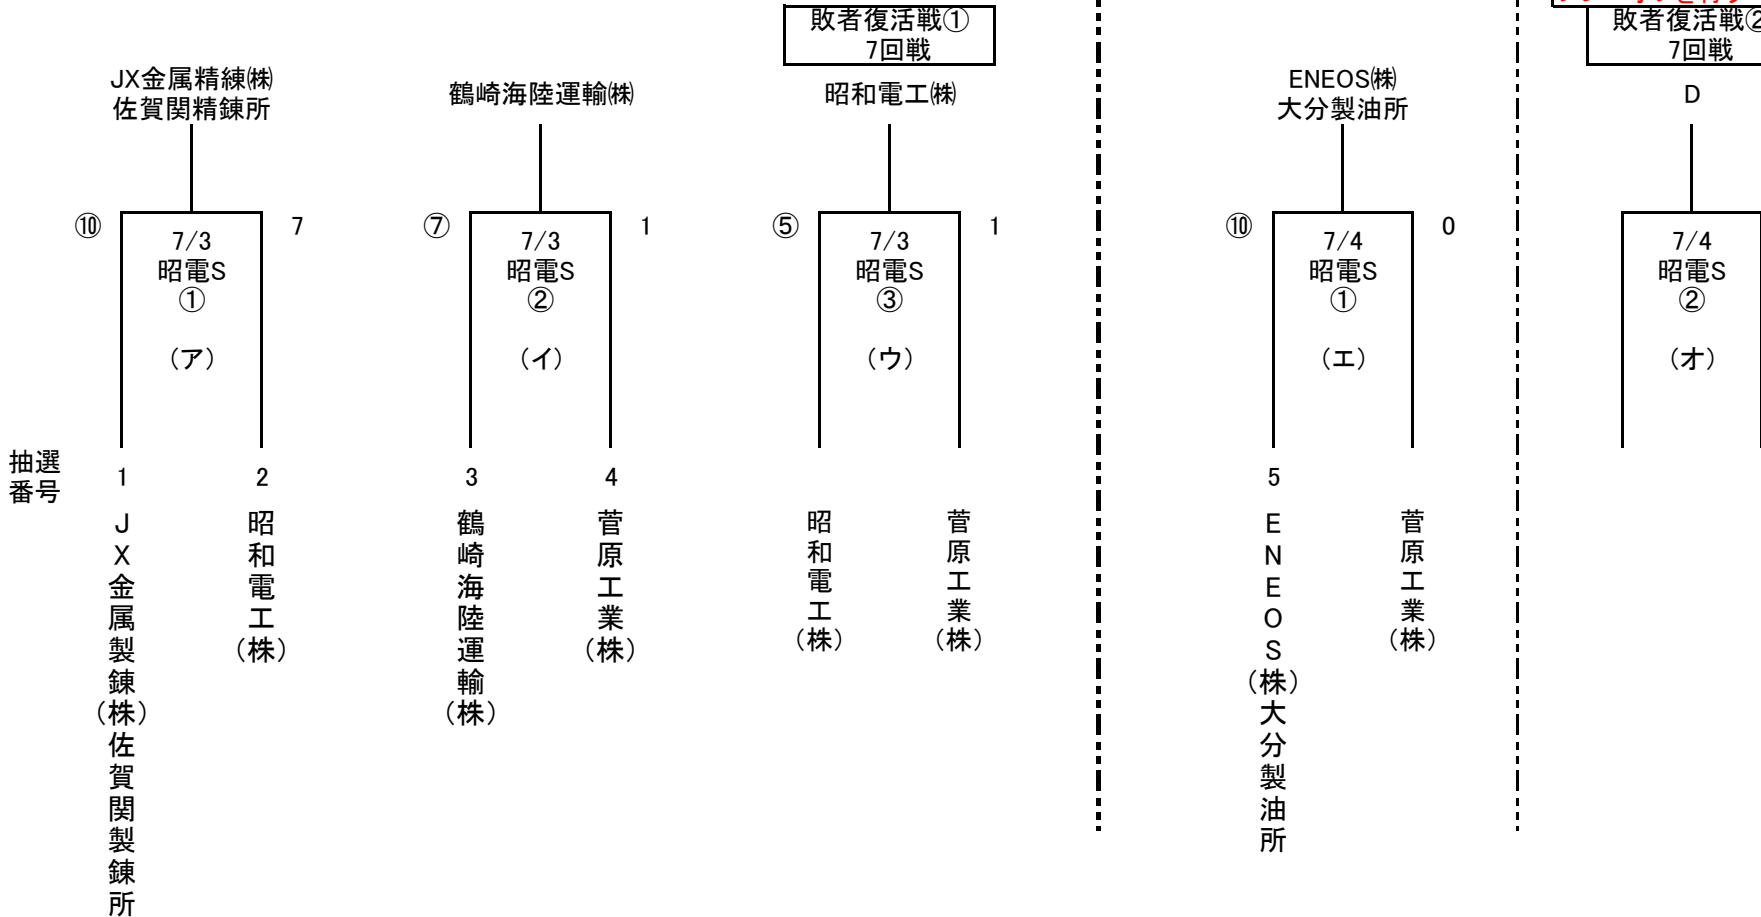 敗者復活戦①
7回戦
敗者復活戦②
7回戦
JX金属精練㈱
佐賀関精錬所
鶴崎海陸運輸㈱
昭和電工㈱
ENEOS㈱
大分製油所
D
⑩
7
⑦
1
⑤
1
⑩
0
7/3
昭電S
①
(ア)
7/3
昭電S
②
(イ)
7/3
昭電S
③
(ウ)
7/4
昭電S
①
(エ)
7/4
昭電S
②
(オ)
抽選
番号
1
2
3
4
5
JX金属製錬(株)佐賀関製錬所
昭和電工(株)
鶴崎海陸運輸(株)
菅原工業(株)
昭和電工(株)
菅原工業(株)
ENEOS(株)大分製油所
菅原工業(株)